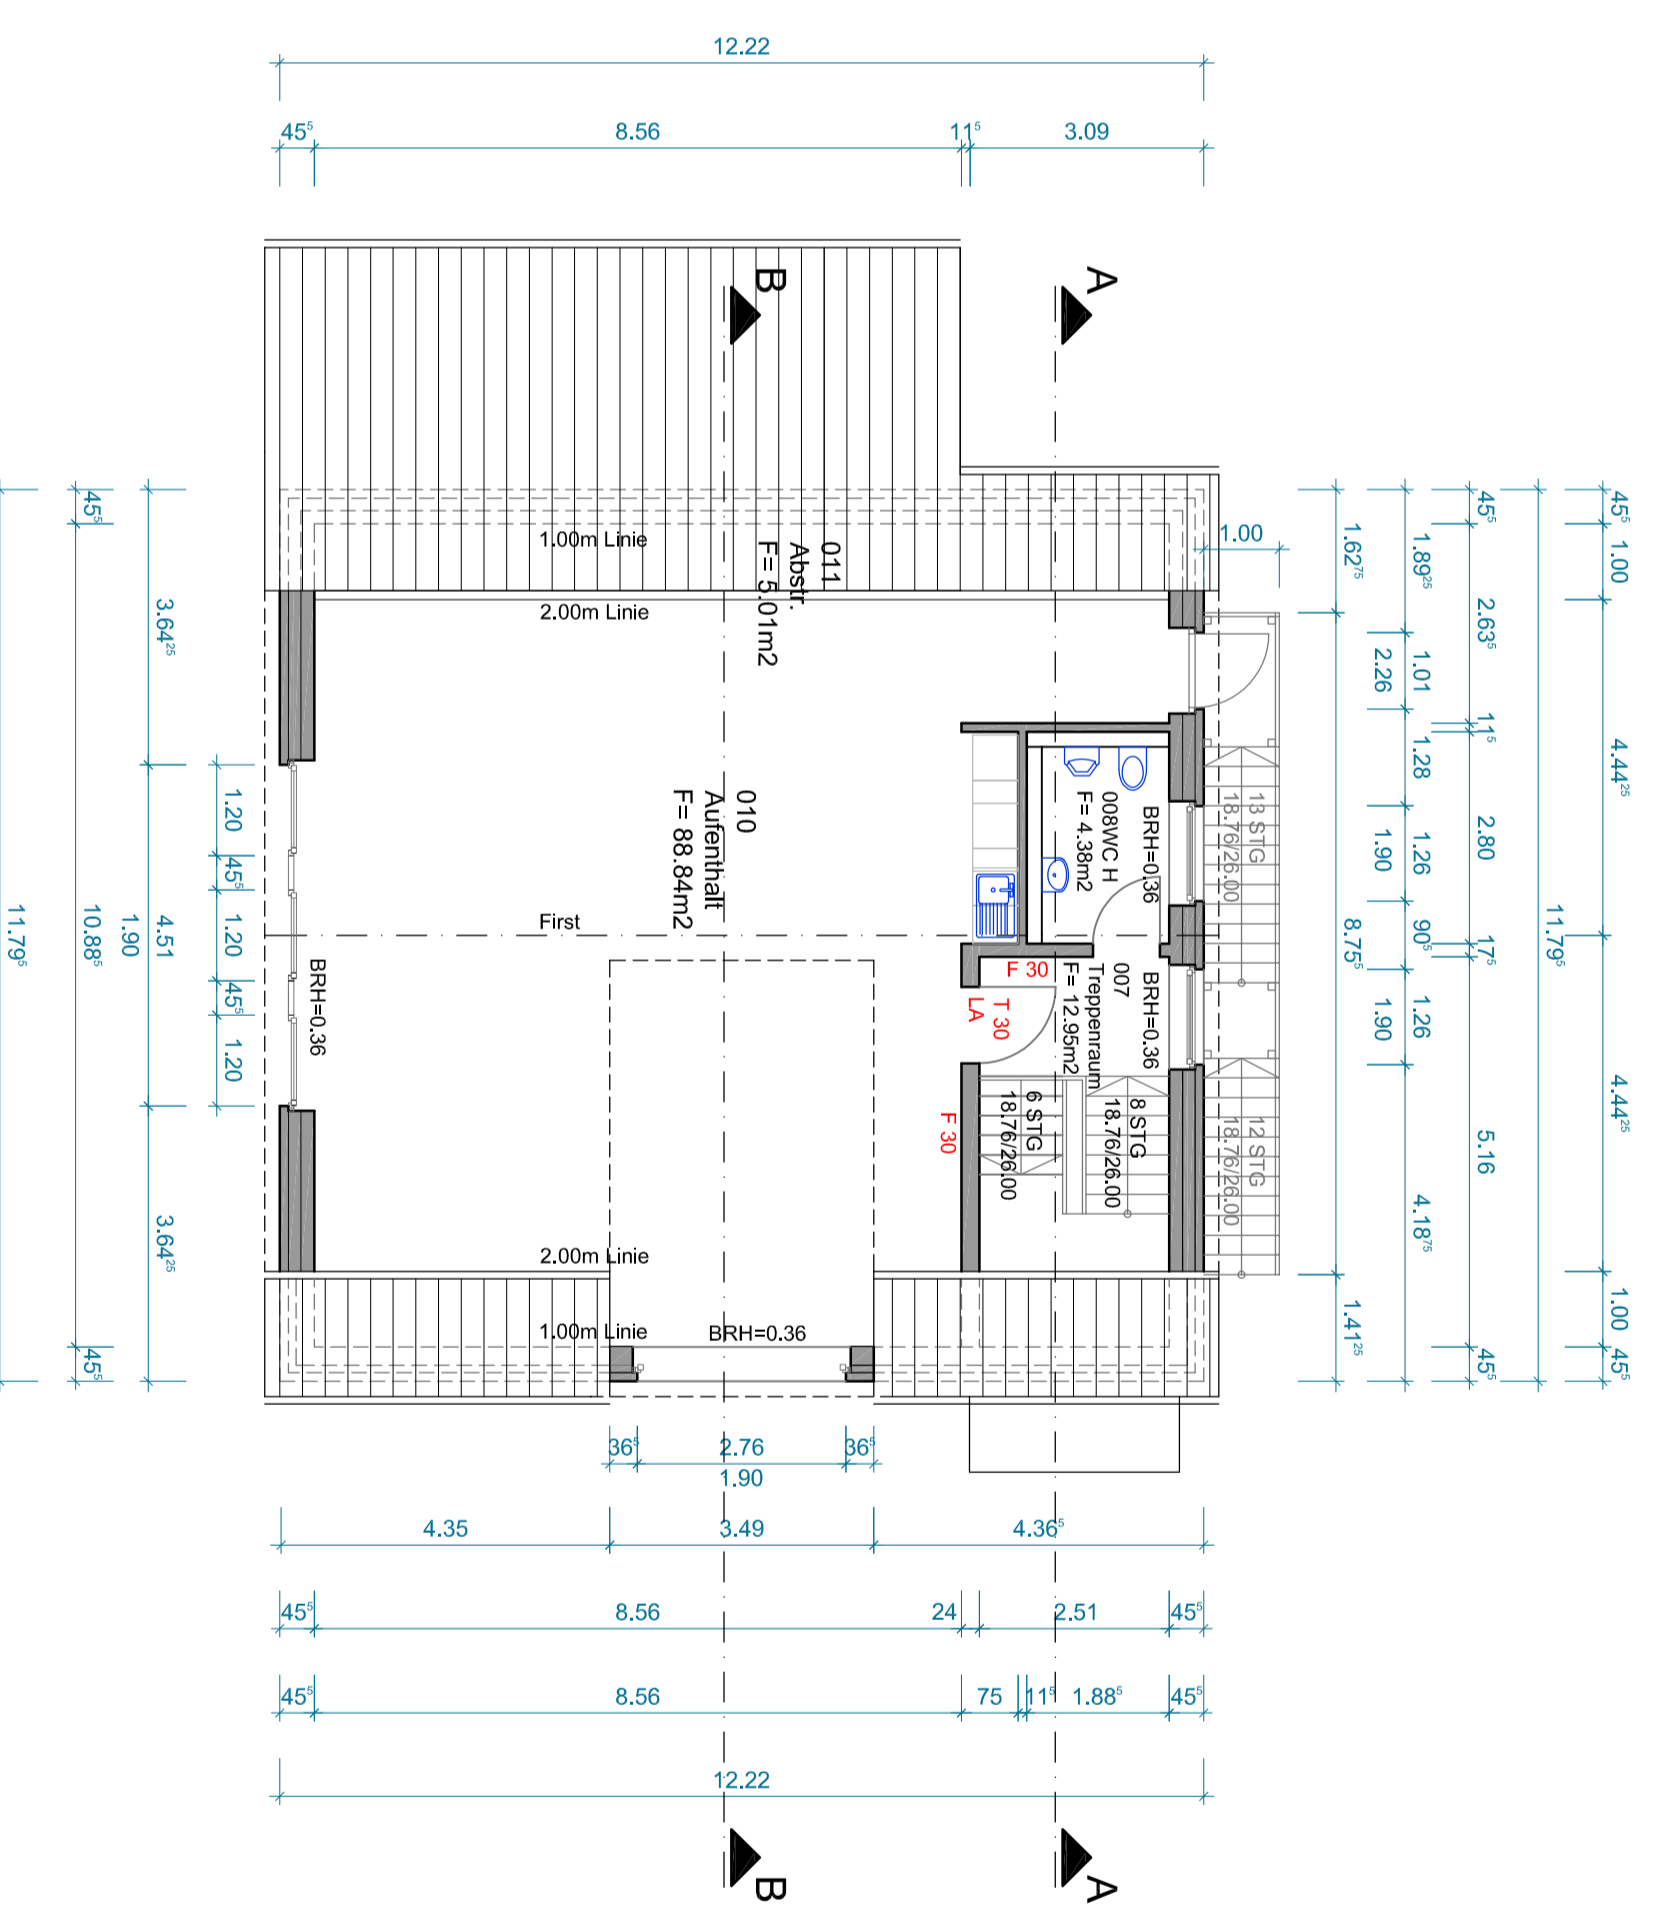 12.22
45⁵ 8.56 11⁵ 3.09
A
B
1.00m Linie
2.00m Linie
011
Abstr.
F= 5.01m2
010
Aufenthalt
F= 88.84m2
First
008WC H
F= 4.38m2
BRH=0.36
BRH=0.36
007
Treppenraum
F= 12.95m2
F 30
T 30
LA
F 30
8 STG
18.76/26.00
6 STG
18.76/26.00
13 STG
18.76/26.00
12 STG
18.76/26.00
BRH=0.36
2.00m Linie
1.00m Linie
BRH=0.36
1.00
1.62⁷⁵ 8.75⁵ 1.41²⁵
2.26 1.90 1.90
1.89²⁵ 1.01 1.28 1.26 90⁵ 1.26 4.18⁷⁵
45⁵ 2.63⁵ 11⁵ 2.80 17⁵ 5.16 45⁵
11.79⁵
45⁵ 1.00 4.44²⁵ 4.44²⁵ 1.00 45⁵
1.20 45⁵ 1.20 45⁵ 1.20
3.64²⁵ 4.51 3.64²⁵
1.90
45⁵ 10.88⁵ 45⁵
11.79⁵
36⁵ 2.76 36⁵
1.90
4.35 3.49 4.36⁵
45⁵ 8.56 24 2.51 45⁵
45⁵ 8.56 75 11⁵ 1.88⁵ 45⁵
12.22
B
A